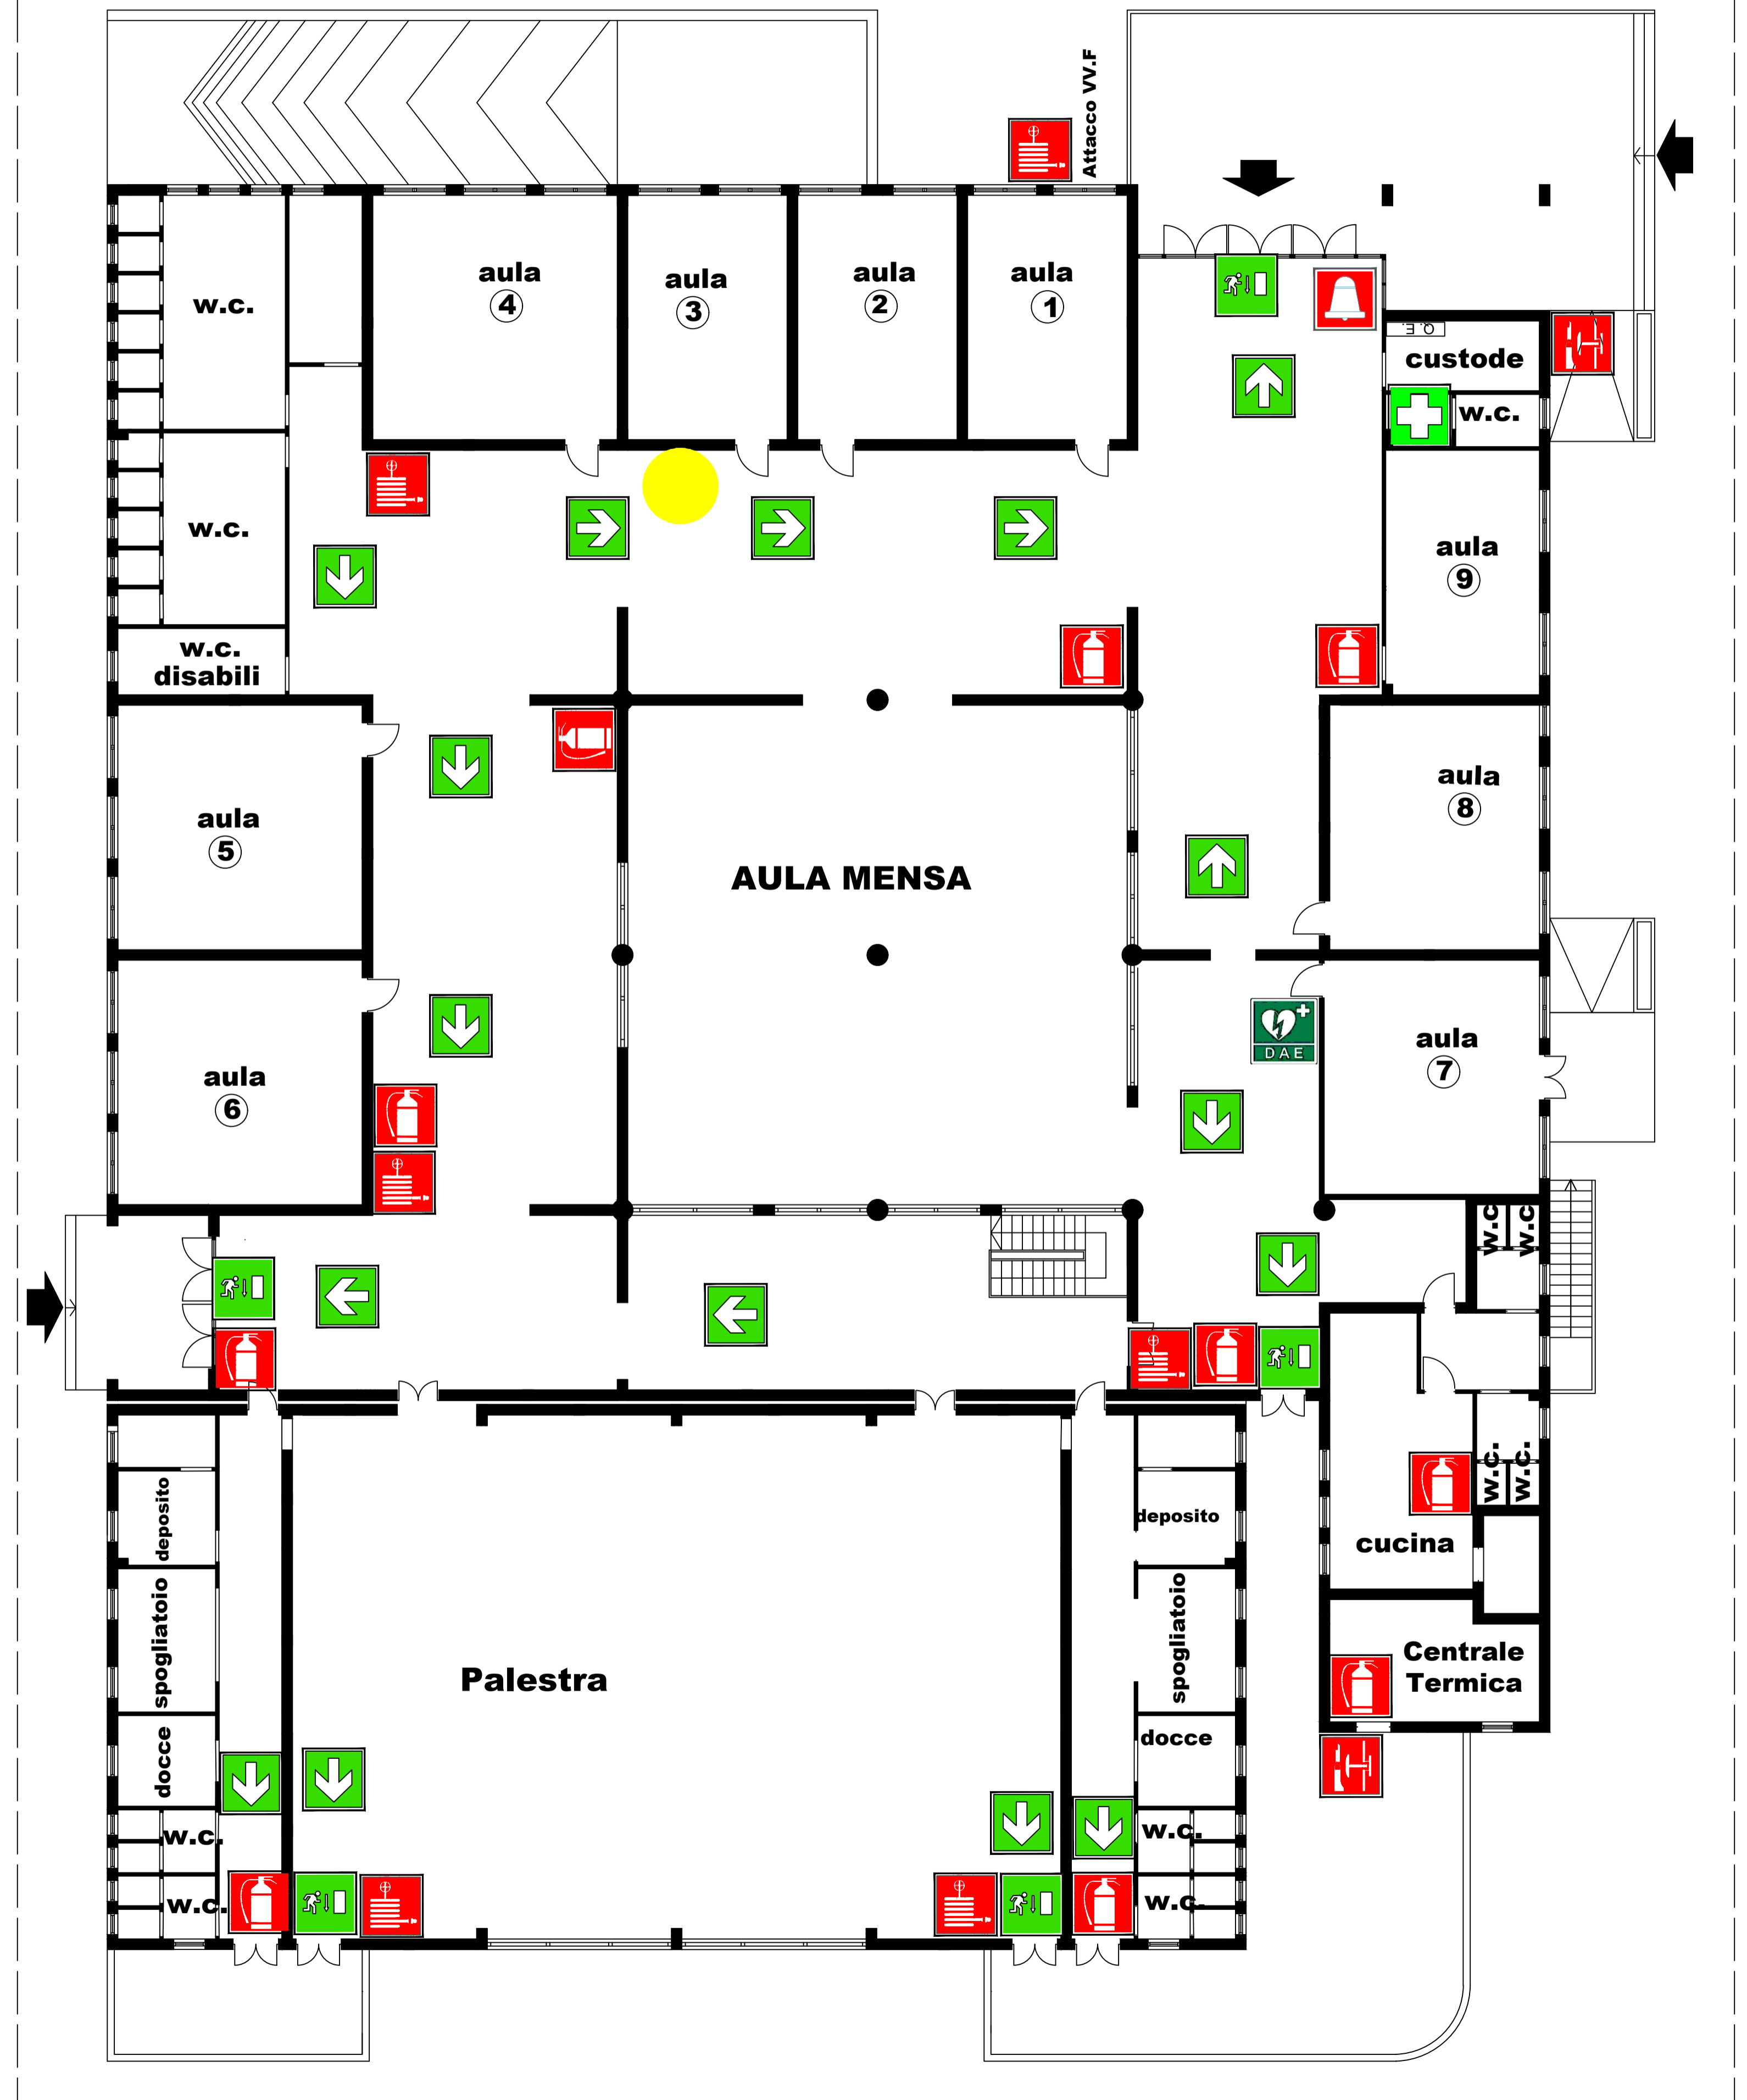 Attacco VV.F
aula
4
aula
3
aula
2
aula
1
w.c.
Q.E.
custode
w.c.
w.c.
aula
9
w.c.
disabili
aula
5
aula
8
AULA MENSA
aula
6
DAE
aula
7
w.c
w.c
deposito
deposito
w.c.
w.c.
cucina
spogliatoio
spogliatoio
Palestra
Centrale
Termica
docce
docce
w.c.
w.c.
w.c.
w.c.